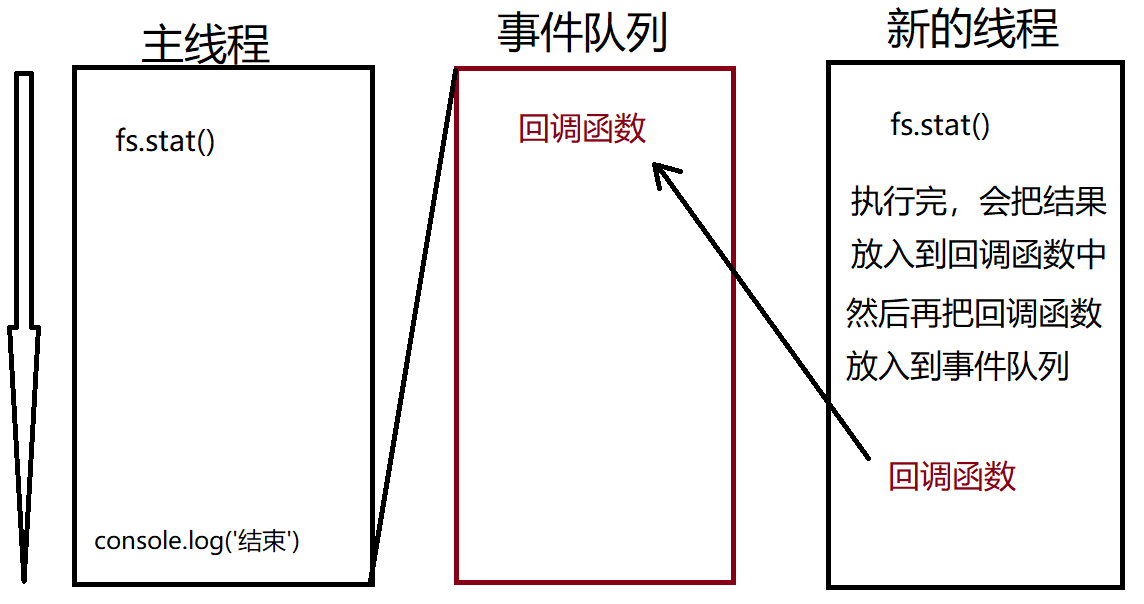 主线程
事件队列
新的线程
fs.stat()
console.log('结束')
回调函数
fs.stat()
执行完，会把结果
放入到回调函数中
然后再把回调函数
放入到事件队列
回调函数